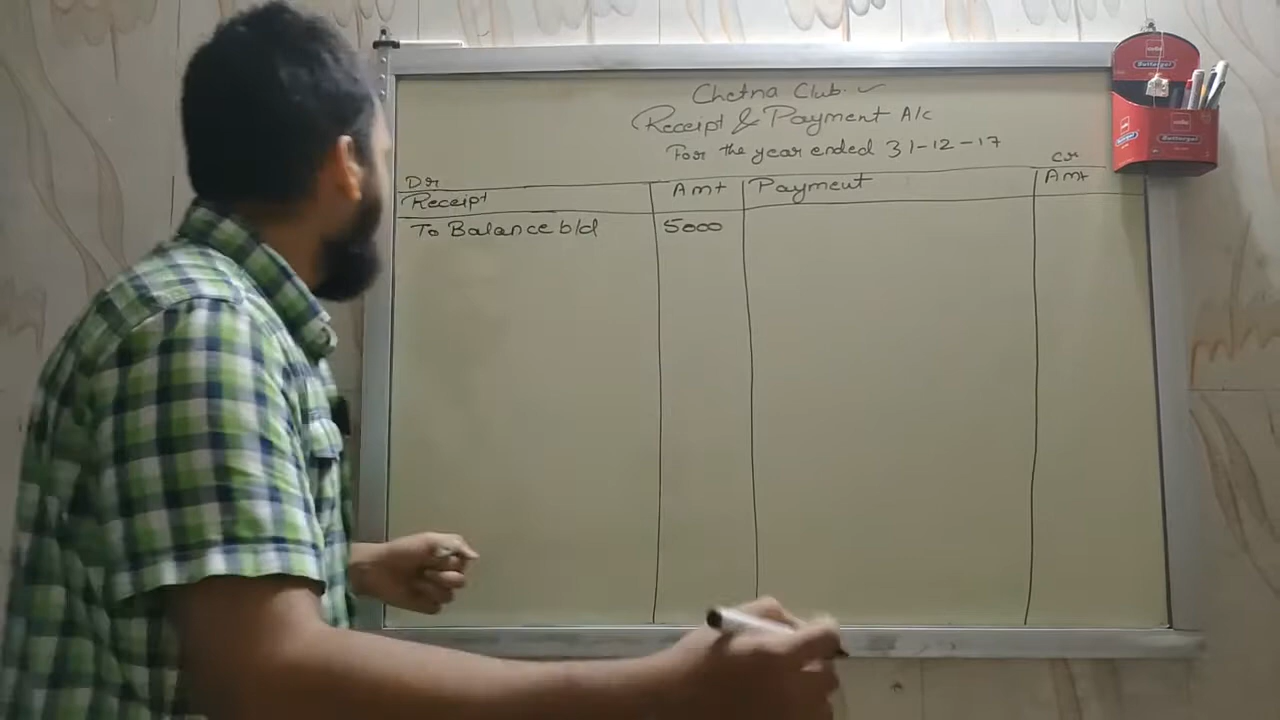 Chetna Club.
Receipt & Payment A/c
For the year ended 31-12-17
Dr Cr
Receipt Amt Payment Amt
To Balance b/d 5000